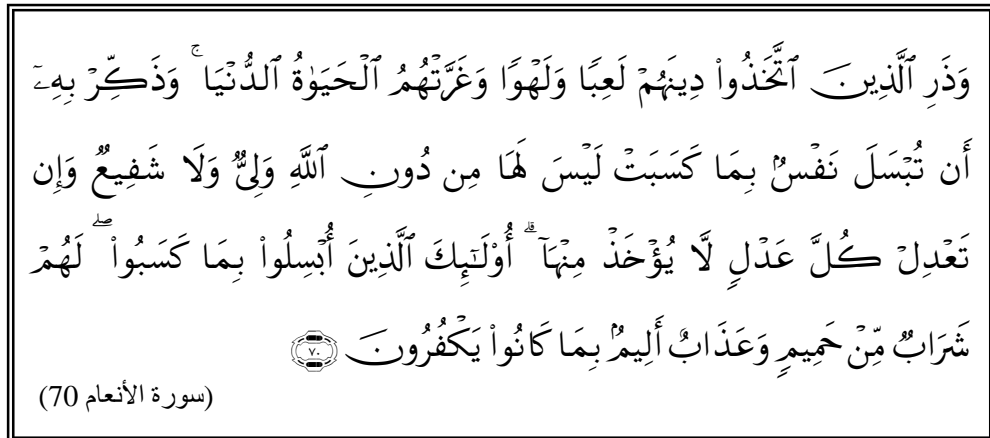 وَذَرِ ٱلَّذِينَ ٱتَّخَذُوا۟ دِينَهُمْ لَعِبًا وَلَهْوًا وَغَرَّتْهُمُ ٱلْحَيَوٰةُ ٱلدُّنْيَا ۚ وَذَكِّرْ بِهِۦٓ
أَن تُبْسَلَ نَفْسٌۢ بِمَا كَسَبَتْ لَيْسَ لَهَا مِن دُونِ ٱللَّهِ وَلِىٌّ وَلَا شَفِيعٌ وَإِن
تَعْدِلْ كُلَّ عَدْلٍ لَّا يُؤْخَذْ مِنْهَآ ۗ أُو۟لَـٰٓئِكَ ٱلَّذِينَ أُبْسِلُوا۟ بِمَا كَسَبُوا۟ ۖ لَهُمْ
شَرَابٌ مِّنْ حَمِيمٍ وَعَذَابٌ أَلِيمٌۢ بِمَا كَانُوا۟ يَكْفُرُونَ ﴿٧٠﴾
(سورة الأنعام 70)